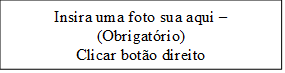 Insira uma foto sua aqui –
(Obrigatório)
Clicar botão direito